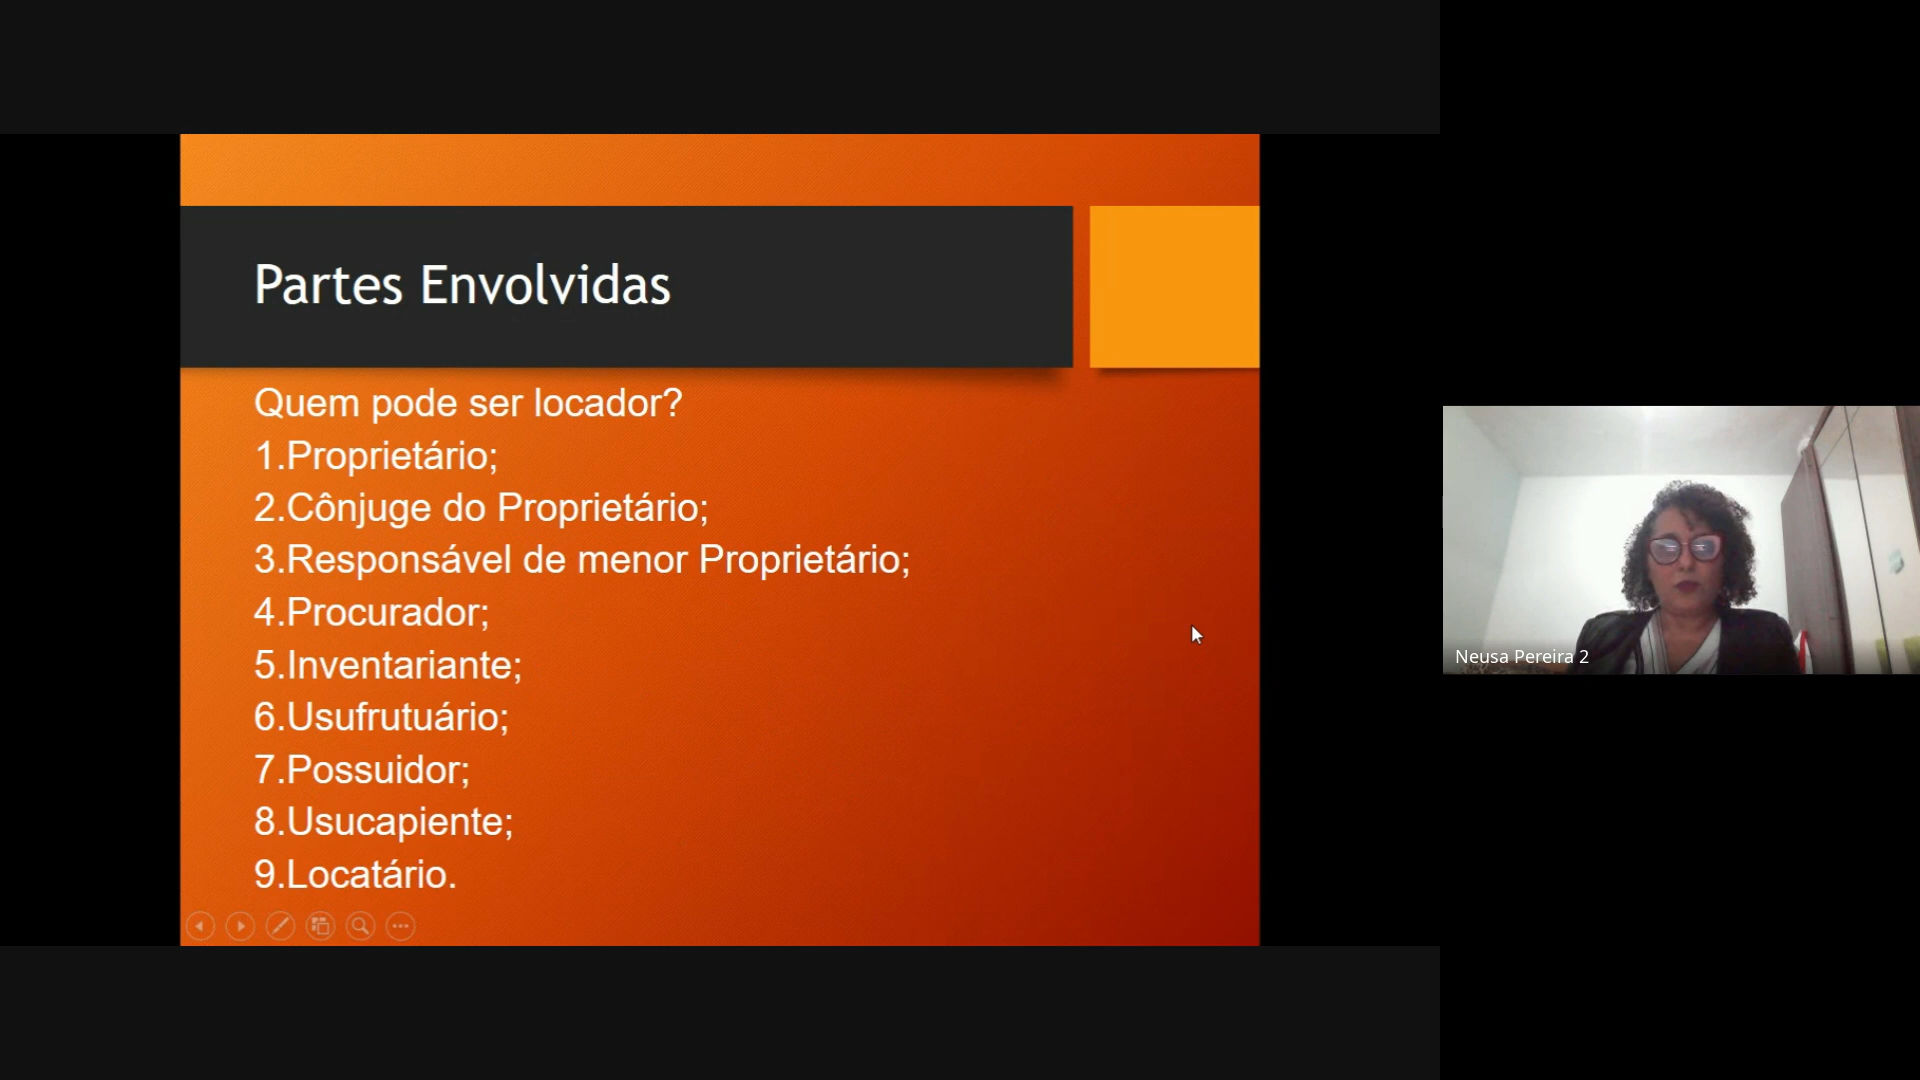 Partes Envolvidas
Quem pode ser locador?
1.Proprietário;
2.Cônjuge do Proprietário;
3.Responsável de menor Proprietário;
4.Procurador;
5.Inventariante;
6.Usufrutuário;
7.Possuidor;
8.Usucapiente;
9.Locatário.
Neusa Pereira 2